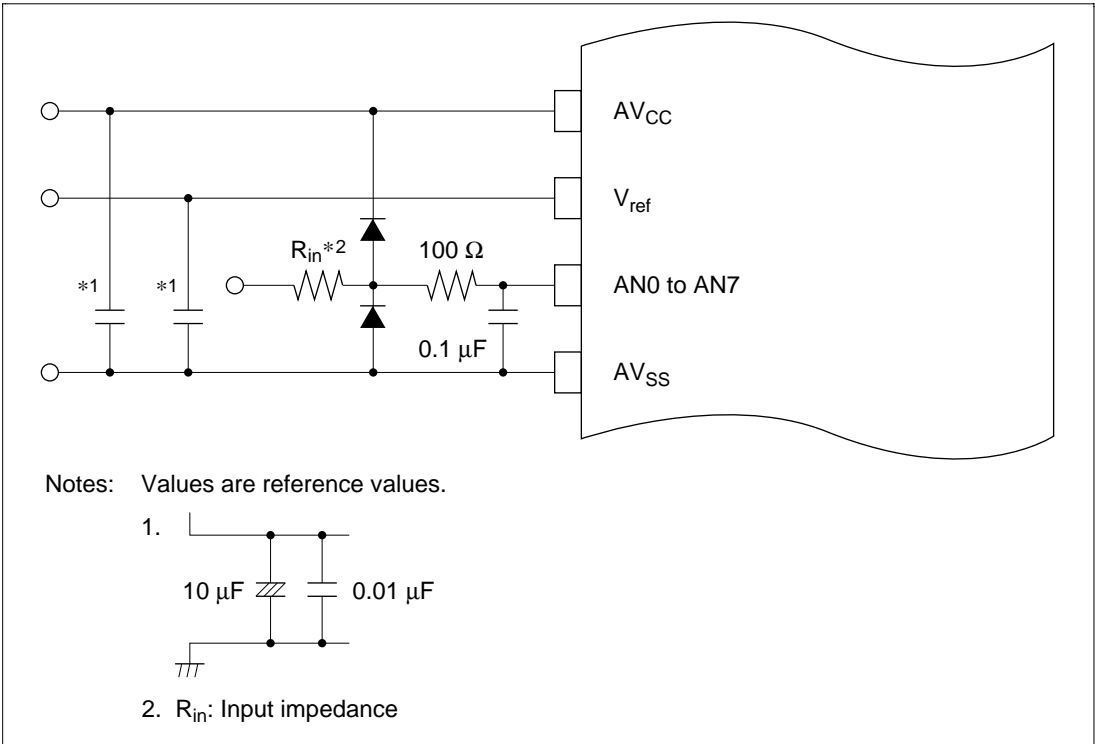 AVCC
Vref
Rin*2
100 Ω
*1
*1
AN0 to AN7
0.1 µF
AVSS
Notes: Values are reference values.
1.
10 µF
0.01 µF
2. Rin: Input impedance